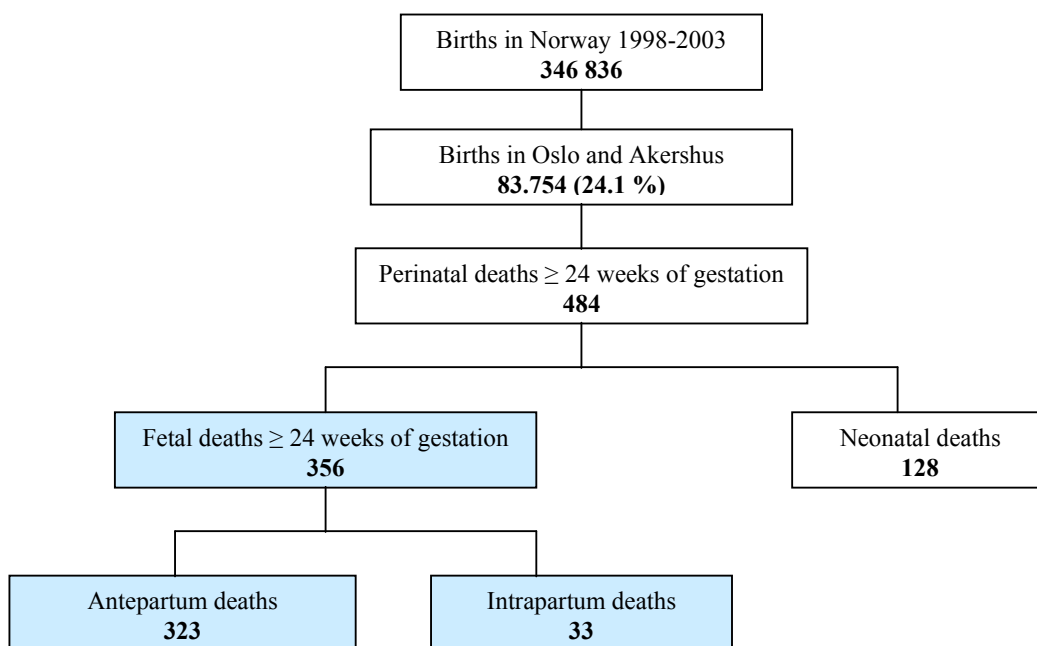 Births in Norway 1998-2003
346 836
Births in Oslo and Akershus
83.754 (24.1 %)
Perinatal deaths ≥ 24 weeks of gestation
484
Fetal deaths ≥ 24 weeks of gestation
356
Neonatal deaths
128
Antepartum deaths
323
Intrapartum deaths
33